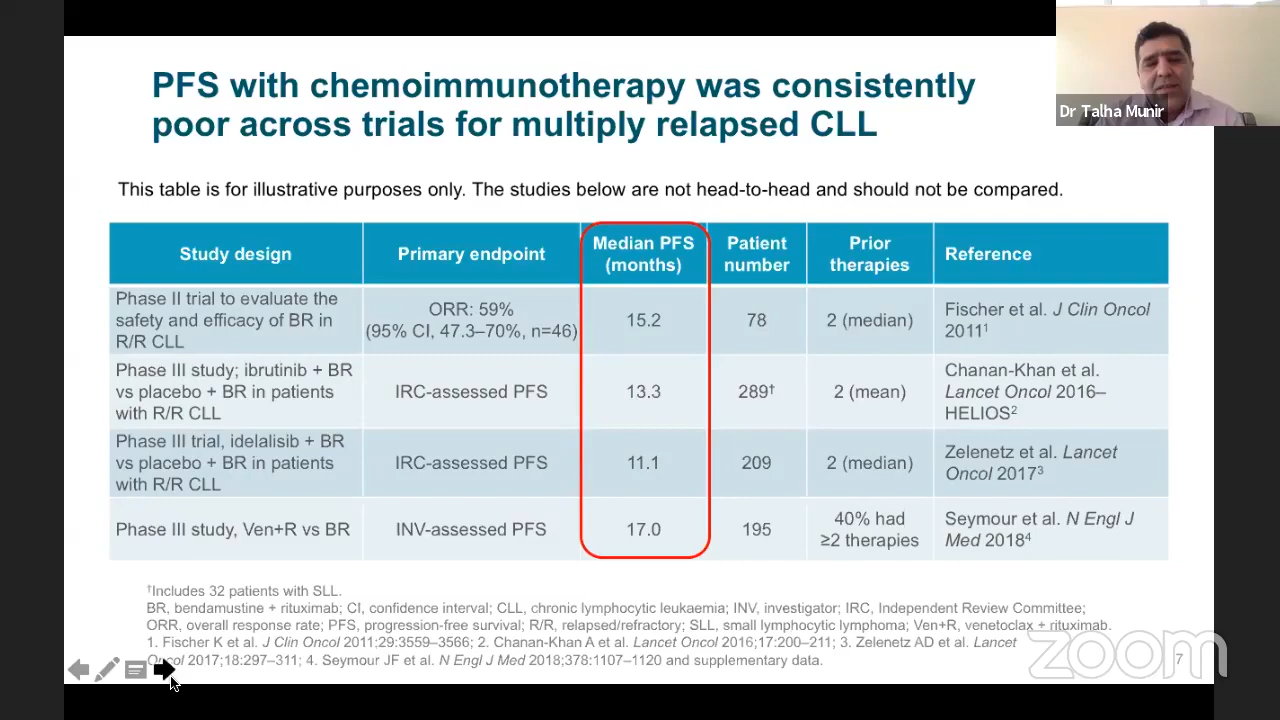 PFS with chemoimmunotherapy was consistently
poor across trials for multiply relapsed CLL
Dr Talha Munir
This table is for illustrative purposes only. The studies below are not head-to-head and should not be compared.
Study design
Primary endpoint
Median PFS
(months)
Patient
number
Prior
therapies
Reference
Phase II trial to evaluate the
safety and efficacy of BR in
R/R CLL
ORR: 59%
(95% CI, 47.3–70%, n=46)
15.2
78
2 (median)
Fischer et al. J Clin Oncol
2011¹
Phase III study; ibrutinib + BR
vs placebo + BR in patients
with R/R CLL
IRC-assessed PFS
13.3
289†
2 (mean)
Chanan-Khan et al.
Lancet Oncol 2016–
HELIOS²
Phase III trial, idelalisib + BR
vs placebo + BR in patients
with R/R CLL
IRC-assessed PFS
11.1
209
2 (median)
Zelenetz et al. Lancet
Oncol 2017³
Phase III study, Ven+R vs BR
INV-assessed PFS
17.0
195
40% had
≥2 therapies
Seymour et al. N Engl J
Med 2018⁴
†Includes 32 patients with SLL.
BR, bendamustine + rituximab; CI, confidence interval; CLL, chronic lymphocytic leukaemia; INV, investigator; IRC, Independent Review Committee;
ORR, overall response rate; PFS, progression-free survival; R/R, relapsed/refractory; SLL, small lymphocytic lymphoma; Ven+R, venetoclax + rituximab.
1. Fischer K et al. J Clin Oncol 2011;29:3559–3566; 2. Chanan-Khan A et al. Lancet Oncol 2016;17:200–211; 3. Zelenetz AD et al. Lancet
Oncol 2017;18:297–311; 4. Seymour JF et al. N Engl J Med 2018;378:1107–1120 and supplementary data.
zoom
7